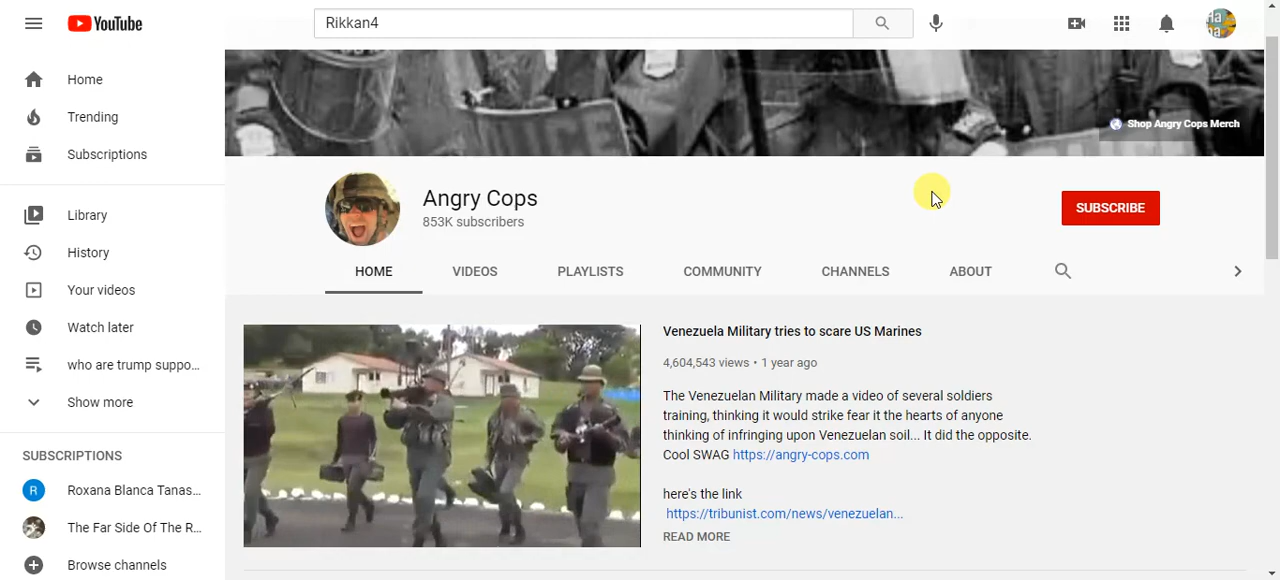 YouTube
Rikkan4
Home
Trending
Subscriptions
Library
History
Your videos
Watch later
who are trump suppo...
Show more
SUBSCRIPTIONS
R
Roxana Blanca Tanas...
The Far Side Of The R...
Browse channels
Shop Angry Cops Merch
Angry Cops
853K subscribers
SUBSCRIBE
HOME
VIDEOS
PLAYLISTS
COMMUNITY
CHANNELS
ABOUT
Venezuela Military tries to scare US Marines
4,604,543 views • 1 year ago
The Venezuelan Military made a video of several soldiers
training, thinking it would strike fear it the hearts of anyone
thinking of infringing upon Venezuelan soil... It did the opposite.
Cool SWAG https://angry-cops.com
here's the link
https://tribunist.com/news/venezuelan...
READ MORE